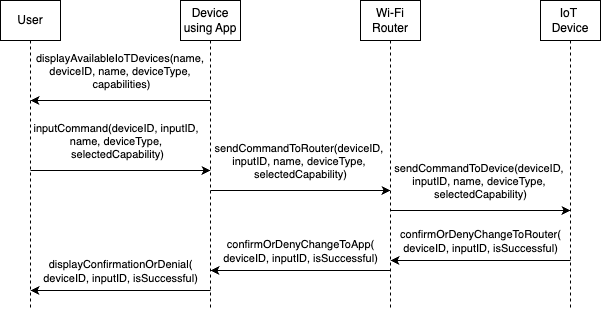 User
Device
using App
Wi-Fi
Router
IoT
Device
displayAvailableIoTDevices(name,
deviceID, name, deviceType,
capabilities)
inputCommand(deviceID, inputID,
name, deviceType,
selectedCapability)
sendCommandToRouter(deviceID,
inputID, name, deviceType,
selectedCapability)
sendCommandToDevice(deviceID,
inputID, name, deviceType,
selectedCapability)
confirmOrDenyChangeToRouter(
deviceID, inputID, isSuccessful)
confirmOrDenyChangeToApp(
deviceID, inputID, isSuccessful)
displayConfirmationOrDenial(
deviceID, inputID, isSuccessful)